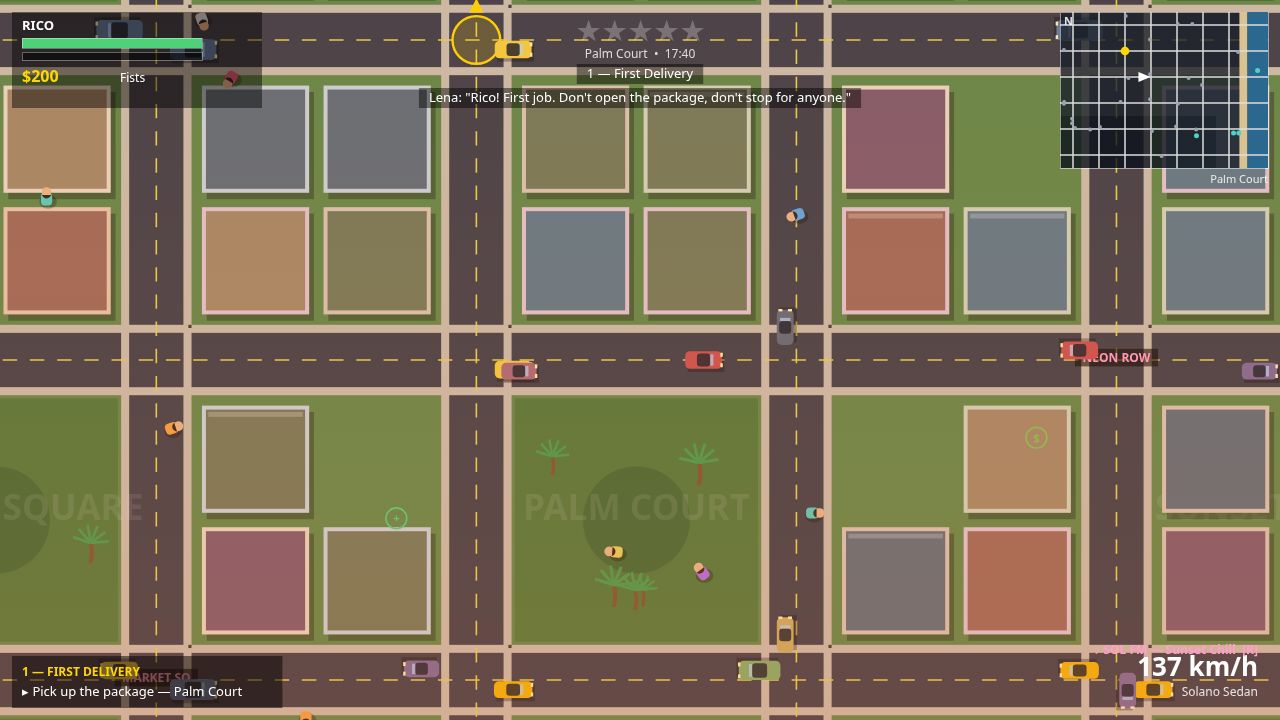 RICO
$200
Fists
Palm Court • 17:40
1 — First Delivery
Lena: "Rico! First job. Don't open the package, don't stop for anyone."
N
Palm Court
NEON ROW
SQUARE
PALM COURT
MARKET SQ
1 — FIRST DELIVERY
▸ Pick up the package — Palm Court
137 km/h
Solano Sedan